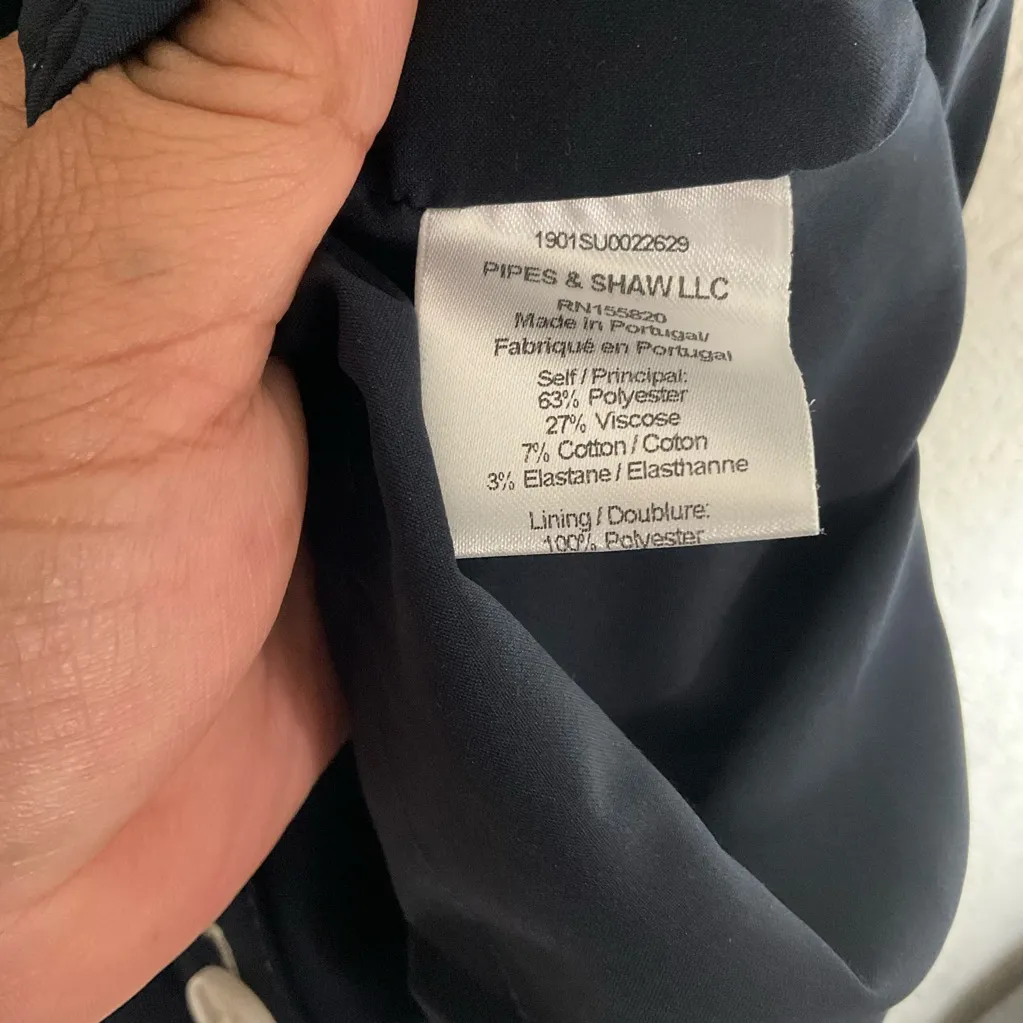 1901SU0022629
PIPES & SHAW LLC
RN155820
Made in Portugal/
Fabriqué en Portugal
Self / Principal:
63% Polyester
27% Viscose
7% Cotton / Coton
3% Elastane / Elasthanne
Lining / Doublure:
100% Polyester